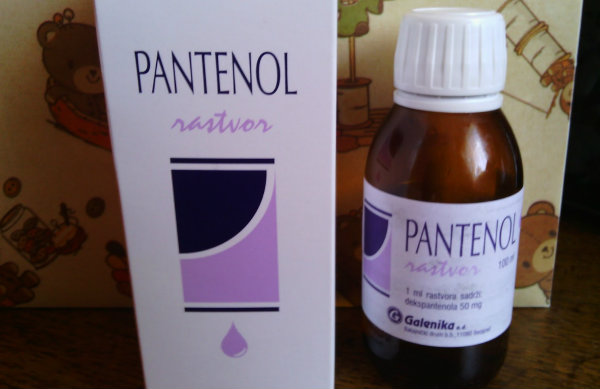 PANTENOL
rastvor
PANTENOL
rastvor 100 ml
1 ml rastvora sadrži:
dekspantenola 50 mg
G Galenika a.d.